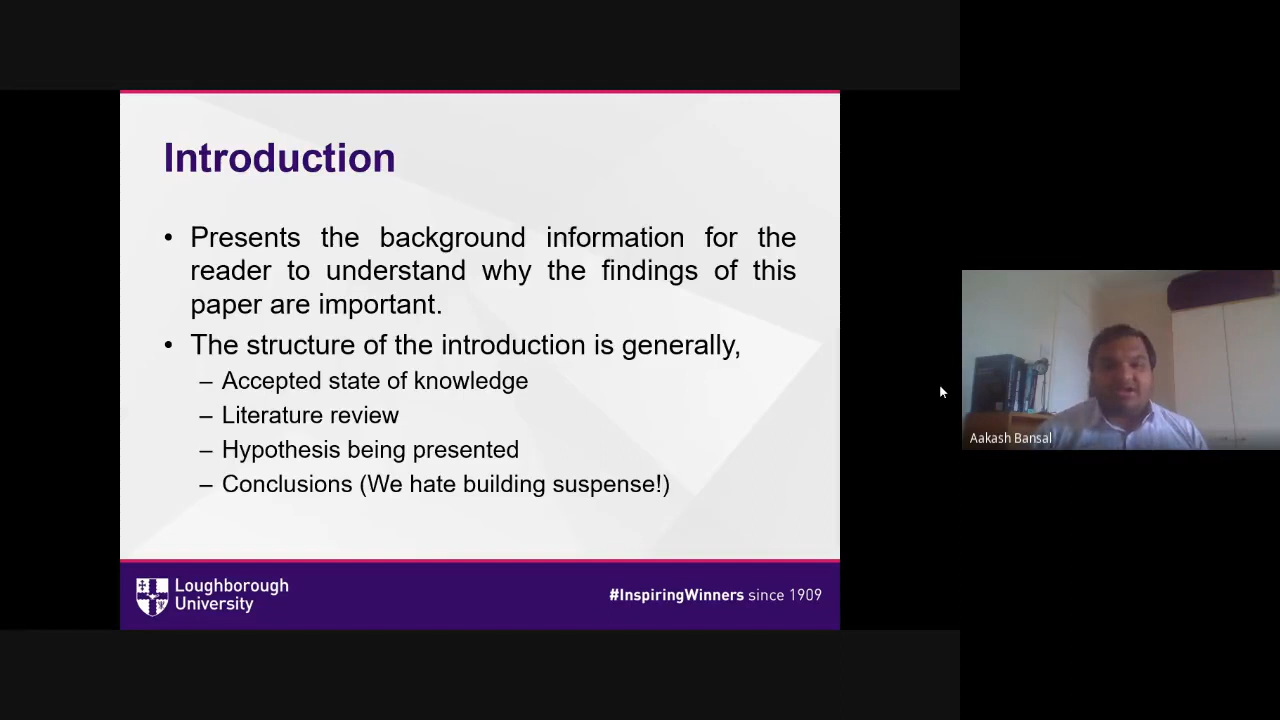 Introduction
• Presents the background information for the
reader to understand why the findings of this
paper are important.
• The structure of the introduction is generally,
– Accepted state of knowledge
– Literature review
– Hypothesis being presented
– Conclusions (We hate building suspense!)
Loughborough
University
#InspiringWinners since 1909
Aakash Bansal